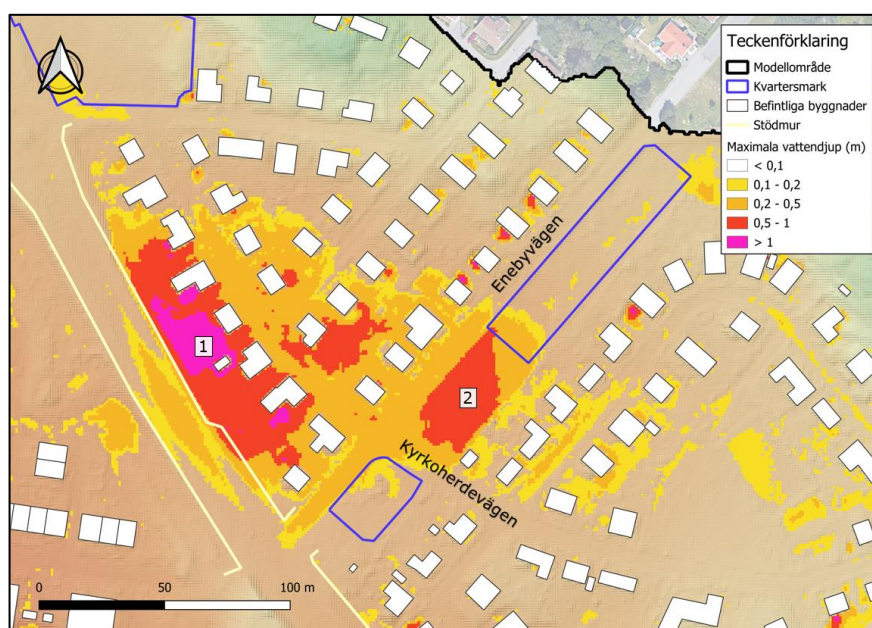 Teckenförklaring
Modellområde
Kvartersmark
Befintliga byggnader
Stödmur
Maximala vattendjup (m)
< 0,1
0,1 - 0,2
0,2 - 0,5
0,5 - 1
> 1
Enebyvägen
1
2
Kyrkoherdevägen
0 50 100 m